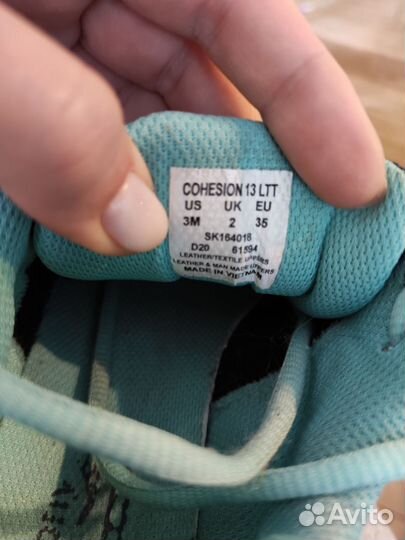 COHESION 13 LTT
US UK EU
3M 2 35
SK164018
D20 61594
LEATHER/TEXTILE UPPERS
LEATHER & MAN MADE UPPERS
MADE IN VIETNAM
Avito